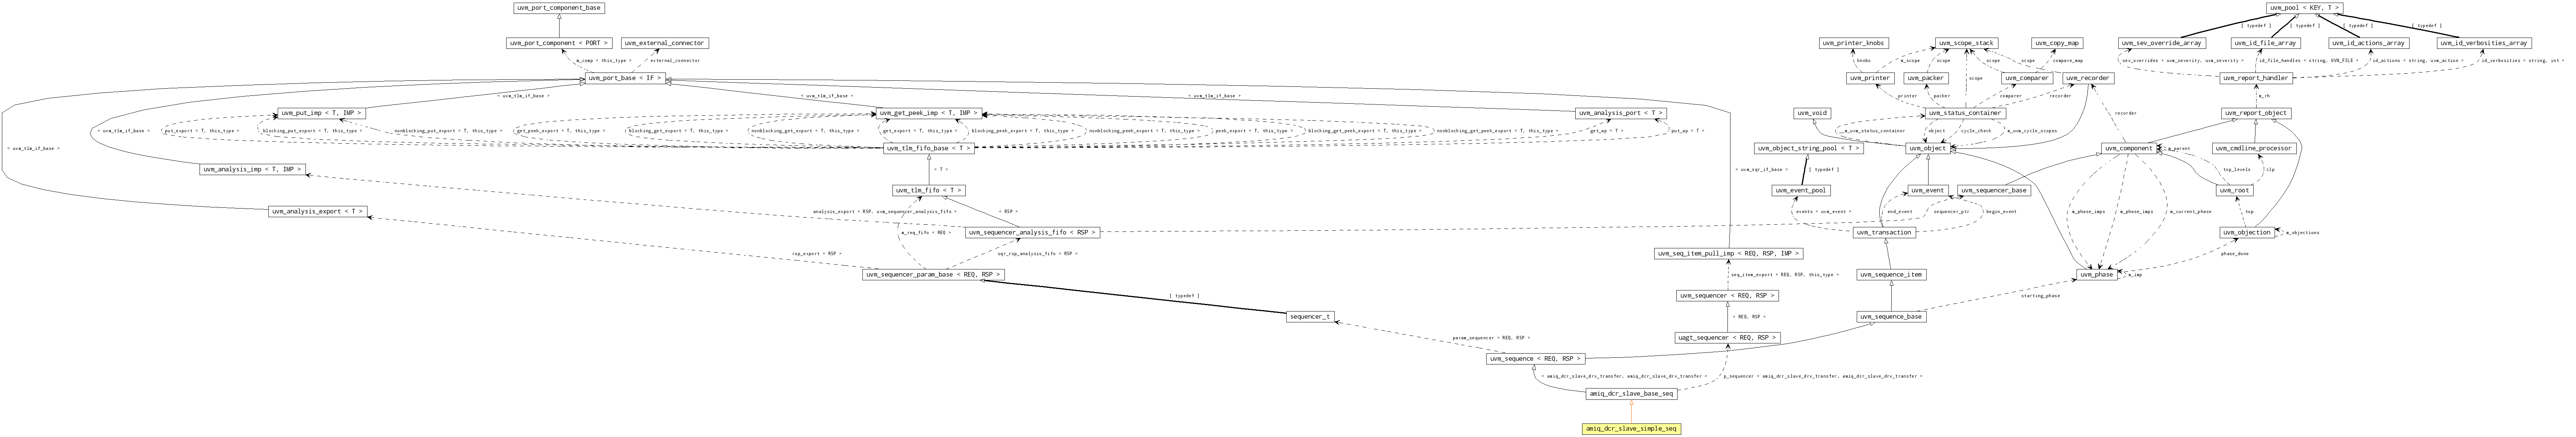 uvm_port_component_base
uvm_pool < KEY, T >
[ typedef ]
[ typedef ]
[ typedef ]
[ typedef ]
uvm_port_component < PORT >
uvm_external_connector
uvm_printer_knobs
uvm_scope_stack
uvm_copy_map
uvm_sev_override_array
uvm_id_file_array
uvm_id_actions_array
uvm_id_verbosities_array
m_comp < this_type >
external_connector
knobs
m_scope
scope
scope
scope
scope
compare_map
sev_overrides < uvm_severity, uvm_severity >
id_file_handles < string, UVM_FILE >
id_actions < string, uvm_action >
id_verbosities < string, int >
uvm_port_base < IF >
uvm_printer
uvm_packer
uvm_comparer
uvm_recorder
uvm_report_handler
< uvm_tlm_if_base >
< uvm_tlm_if_base >
< uvm_tlm_if_base >
printer
packer
comparer
recorder
m_rh
uvm_put_imp < T, IMP >
uvm_get_peek_imp < T, IMP >
uvm_analysis_port < T >
uvm_void
uvm_status_container
recorder
uvm_report_object
< uvm_tlm_if_base >
put_export < T, this_type >
blocking_put_export < T, this_type >
nonblocking_put_export < T, this_type >
get_peek_export < T, this_type >
blocking_get_export < T, this_type >
nonblocking_get_export < T, this_type >
get_export < T, this_type >
blocking_peek_export < T, this_type >
nonblocking_peek_export < T, this_type >
peek_export < T, this_type >
blocking_get_peek_export < T, this_type >
nonblocking_get_peek_export < T, this_type >
get_ap < T >
put_ap < T >
m_uvm_status_container
object
cycle_check
m_uvm_cycle_scopes
< uvm_tlm_if_base >
uvm_tlm_fifo_base < T >
uvm_object_string_pool < T >
uvm_object
uvm_component
m_parent
uvm_cmdline_processor
uvm_analysis_imp < T, IMP >
< T >
< uvm_sqr_if_base >
[ typedef ]
top_levels
clp
uvm_tlm_fifo < T >
uvm_event_pool
uvm_event
uvm_sequencer_base
uvm_root
uvm_analysis_export < T >
analysis_export < RSP, uvm_sequencer_analysis_fifo >
< RSP >
events < uvm_event >
end_event
sequencer_ptr
begin_event
m_phase_imps
m_phase_imps
m_current_phase
top
m_req_fifo < REQ >
uvm_sequencer_analysis_fifo < RSP >
uvm_transaction
uvm_objection
m_objections
rsp_export < RSP >
sqr_rsp_analysis_fifo < RSP >
uvm_seq_item_pull_imp < REQ, RSP, IMP >
phase_done
uvm_sequencer_param_base < REQ, RSP >
seq_item_export < REQ, RSP, this_type >
uvm_sequence_item
uvm_phase
m_imp
[ typedef ]
uvm_sequencer < REQ, RSP >
starting_phase
sequencer_t
< REQ, RSP >
uvm_sequence_base
param_sequencer < REQ, RSP >
uagt_sequencer < REQ, RSP >
uvm_sequence < REQ, RSP >
< amiq_dcr_slave_drv_transfer, amiq_dcr_slave_drv_transfer >
p_sequencer < amiq_dcr_slave_drv_transfer, amiq_dcr_slave_drv_transfer >
amiq_dcr_slave_base_seq
amiq_dcr_slave_simple_seq